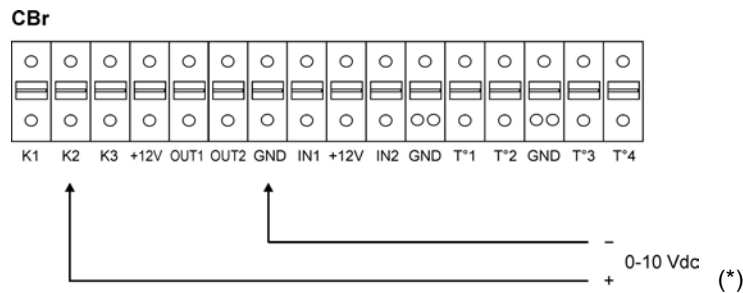 CBr
K1 K2 K3 +12V OUT1 OUT2 GND IN1 +12V IN2 GND T°1 T°2 GND T°3 T°4
−
0-10 Vdc (*)
+